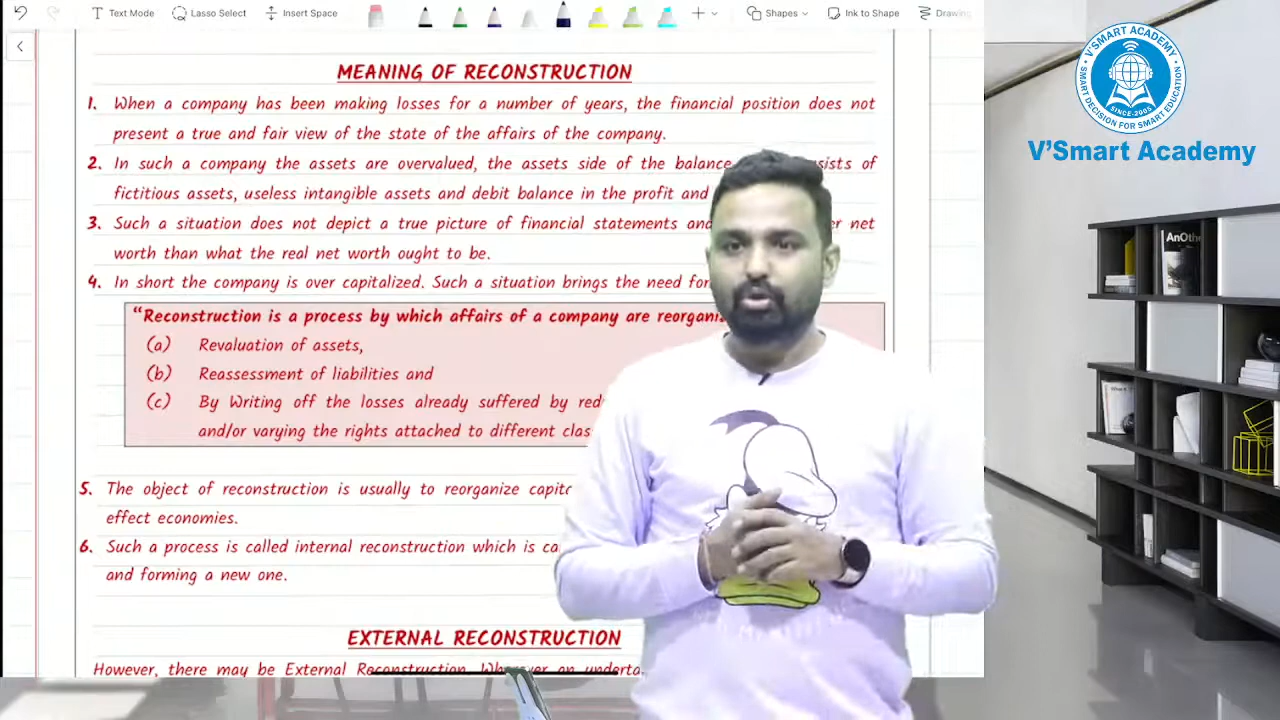 Text Mode Lasso Select Insert Space Shapes Ink to Shape Drawing
MEANING OF RECONSTRUCTION
1. When a company has been making losses for a number of years, the financial position does not
present a true and fair view of the state of the affairs of the company.
2. In such a company the assets are overvalued, the assets side of the balance of
fictitious assets, useless intangible assets and debit balance in the profit and
3. Such a situation does not depict a true picture of financial statements net
worth than what the real net worth ought to be.
4. In short the company is over capitalized. Such a situation brings the need for
"Reconstruction is a process by which affairs of a company are
(a) Revaluation of assets,
(b) Reassessment of liabilities and
(c) By Writing off the losses already suffered by
and/or varying the rights attached to different
5. The object of reconstruction is usually to reorganize
effect economies.
6. Such a process is called internal reconstruction which is
and forming a new one.
EXTERNAL RECONSTRUCTION
However, there may be External Reconstruction. an
V'SMART ACADEMY
SMART DECISION FOR SMART EDUCATION
SINCE-2005
V'Smart Academy